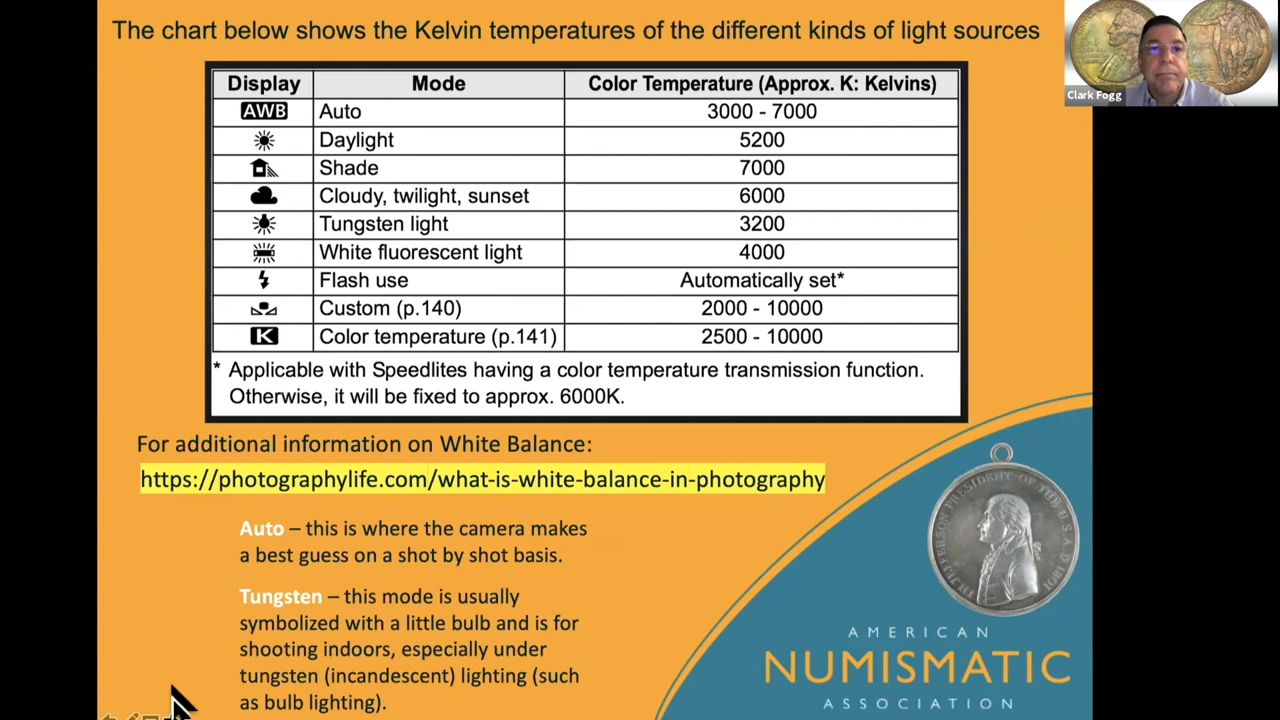 The chart below shows the Kelvin temperatures of the different kinds of light sources
Display Mode Color Temperature (Approx. K: Kelvins)
AWB Auto 3000 - 7000
Daylight 5200
Shade 7000
Cloudy, twilight, sunset 6000
Tungsten light 3200
White fluorescent light 4000
Flash use Automatically set*
Custom (p.140) 2000 - 10000
K Color temperature (p.141) 2500 - 10000
* Applicable with Speedlites having a color temperature transmission function.
Otherwise, it will be fixed to approx. 6000K.
For additional information on White Balance:
https://photographylife.com/what-is-white-balance-in-photography
Auto – this is where the camera makes
a best guess on a shot by shot basis.
Tungsten – this mode is usually
symbolized with a little bulb and is for
shooting indoors, especially under
tungsten (incandescent) lighting (such
as bulb lighting).
Clark Fogg
TH. JEFFERSON PRESIDENT OF THE U.S. A.D. 1801
AMERICAN
NUMISMATIC
ASSOCIATION